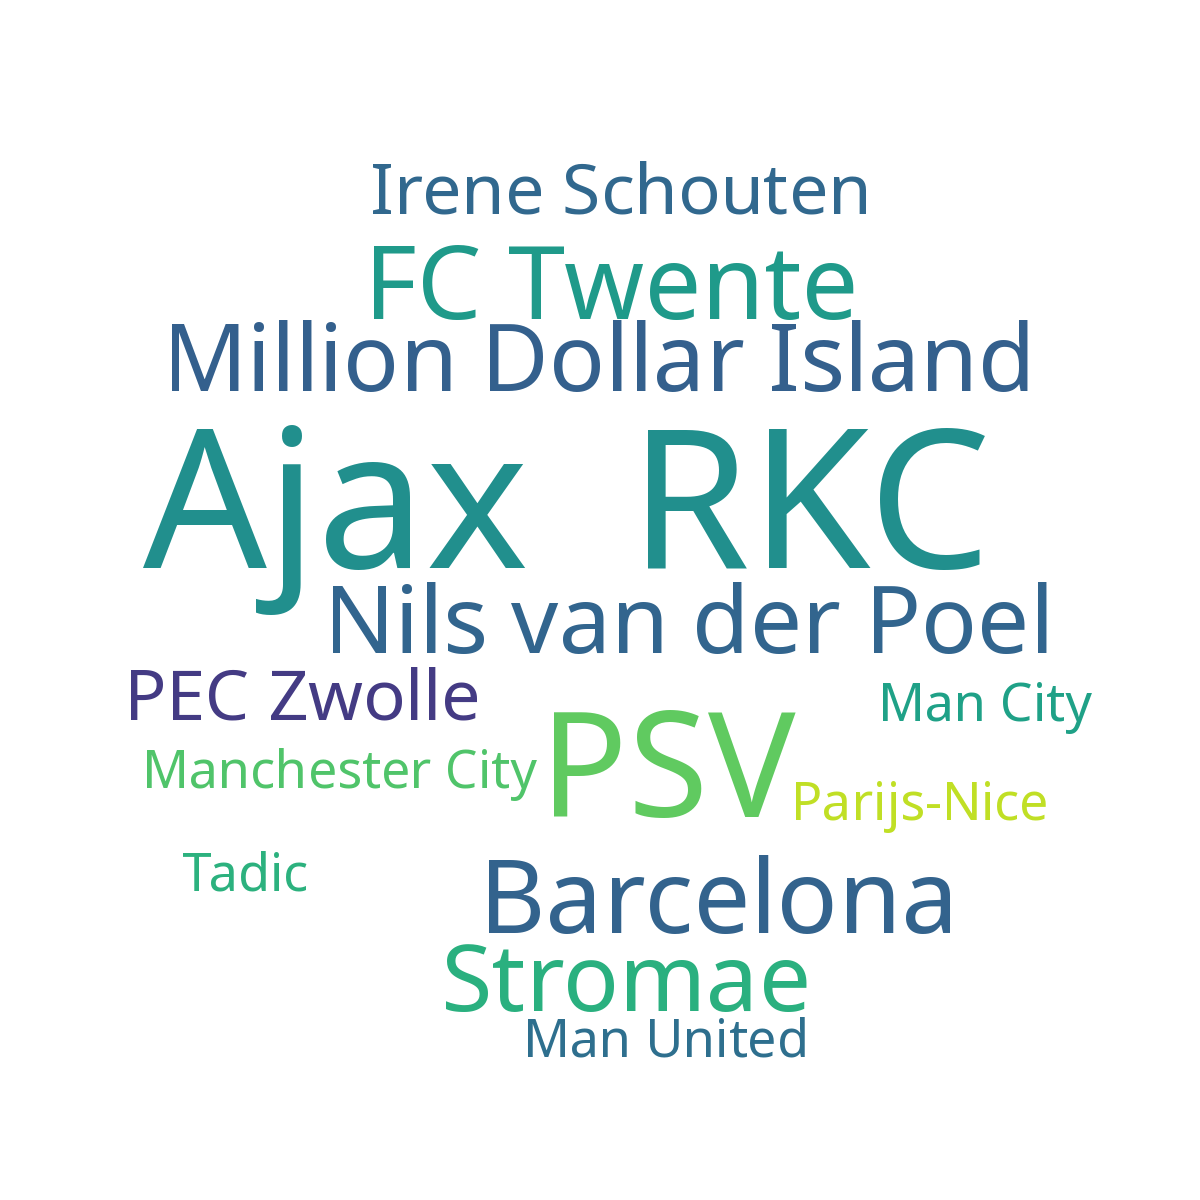 Irene Schouten
FC Twente
Million Dollar Island
Ajax RKC
Nils van der Poel
PEC Zwolle
Man City
PSV
Manchester City
Parijs-Nice
Tadic
Barcelona
Stromae
Man United